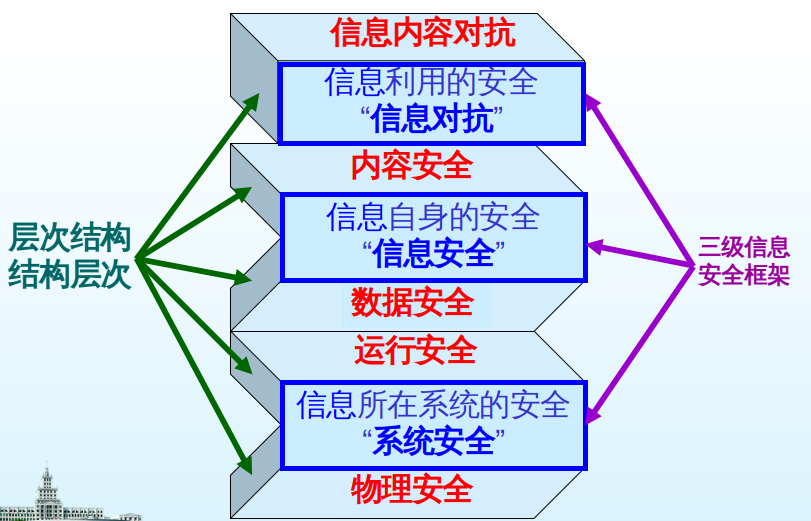 信息内容对抗
信息利用的安全
“信息对抗”
内容安全
信息自身的安全
“信息安全”
数据安全
运行安全
信息所在系统的安全
“系统安全”
物理安全
层次结构
结构层次
三级信息
安全框架